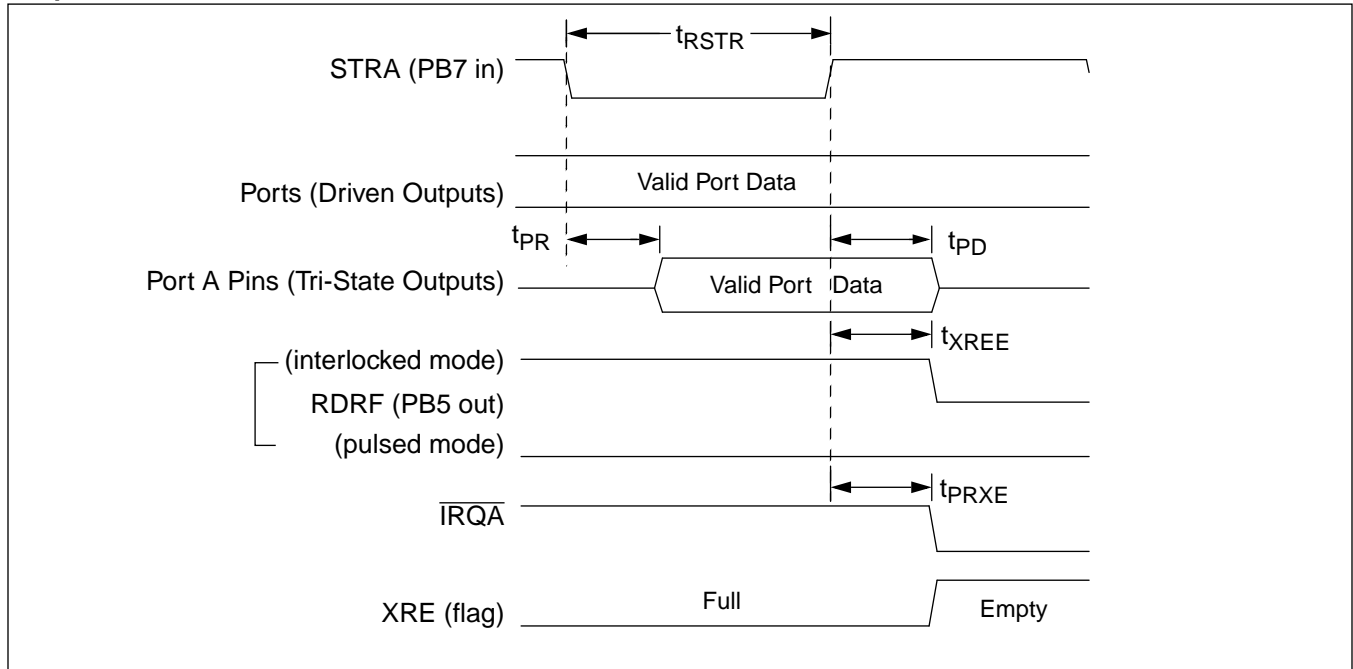 tRSTR
STRA (PB7 in)
Valid Port Data
Ports (Driven Outputs)
tPR
tPD
Port A Pins (Tri-State Outputs)
Valid Port Data
tXREE
(interlocked mode)
RDRF (PB5 out)
(pulsed mode)
tPRXE
IRQA
Full
XRE (flag)
Empty